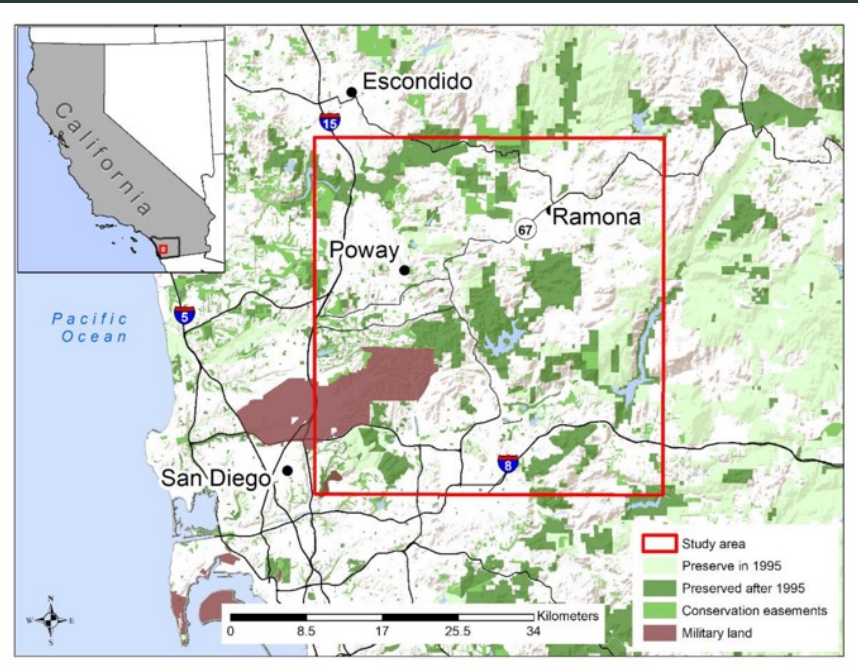 California
Escondido
15
Ramona
67
Poway
5
Pacific
Ocean
San Diego
8
Study area
Preserve in 1995
Preserved after 1995
Conservation easements
Military land
N
W
E
S
Kilometers
0 8.5 17 25.5 34